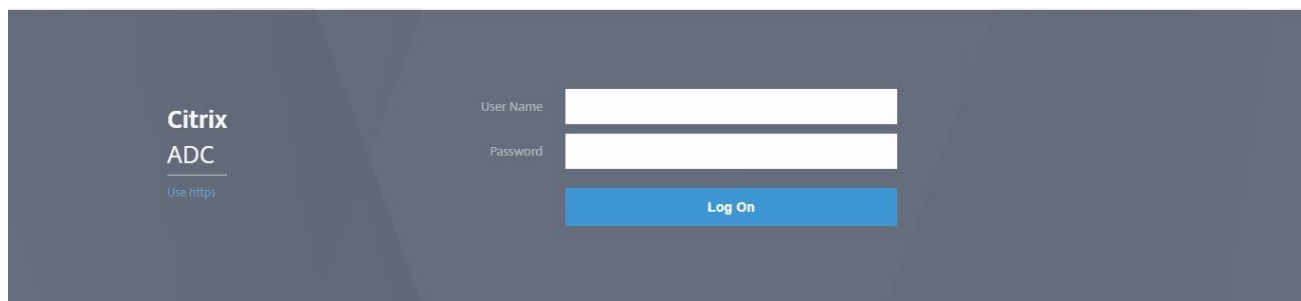 Citrix
ADC
Use https
User Name
Password
Log On